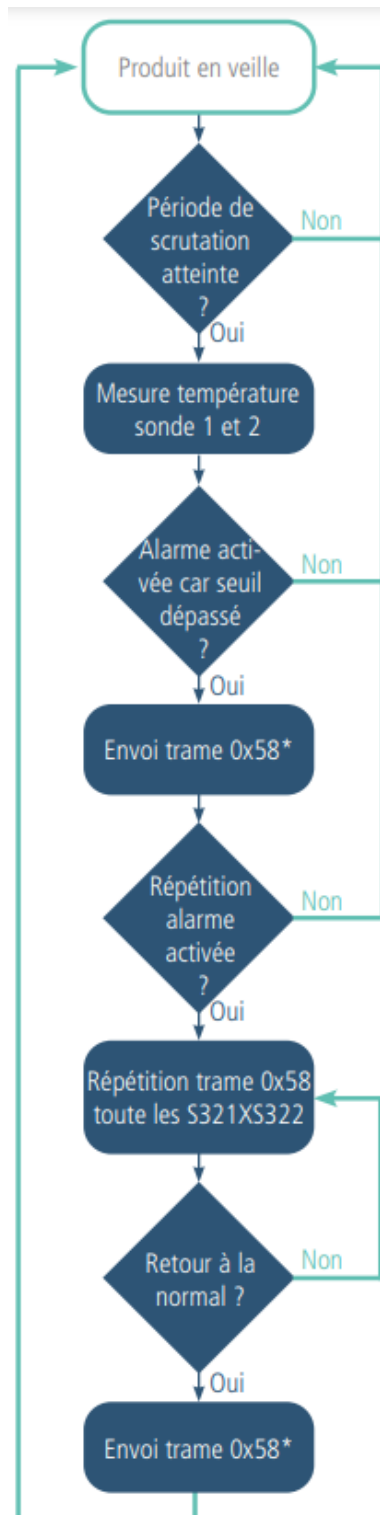 Produit en veille
Période de
scrutation
atteinte
?
Non
Oui
Mesure température
sonde 1 et 2
Alarme acti-
vée car seuil
dépassé
?
Non
Oui
Envoi trame 0x58*
Répétition
alarme
activée
?
Non
Oui
Répétition trame 0x58
toute les S321XS322
Retour à la
normal ?
Non
Oui
Envoi trame 0x58*